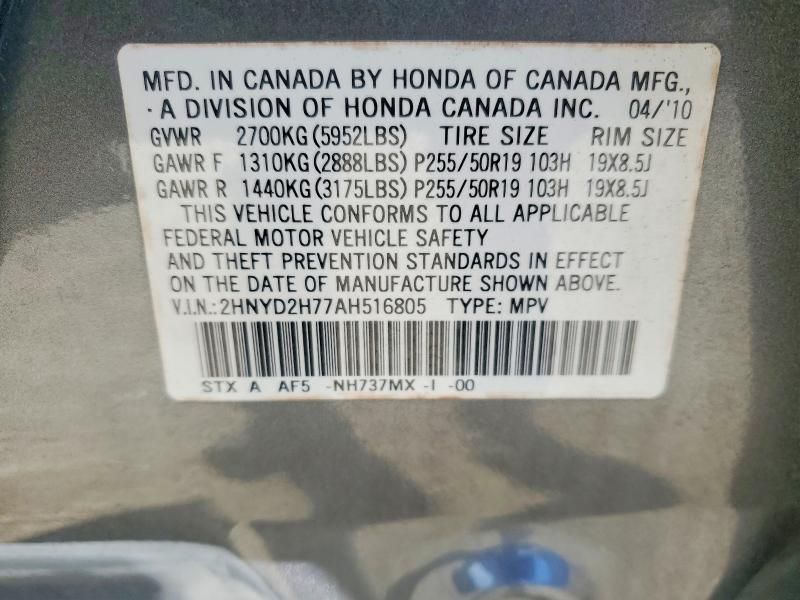 MFD. IN CANADA BY HONDA OF CANADA MFG.,
A DIVISION OF HONDA CANADA INC. 04/'10
GVWR 2700KG(5952LBS) TIRE SIZE RIM SIZE
GAWR F 1310KG(2888LBS) P255/50R19 103H 19X8.5J
GAWR R 1440KG(3175LBS) P255/50R19 103H 19X8.5J
THIS VEHICLE CONFORMS TO ALL APPLICABLE
FEDERAL MOTOR VEHICLE SAFETY
AND THEFT PREVENTION STANDARDS IN EFFECT
ON THE DATE OF MANUFACTURE SHOWN ABOVE.
V.I.N.: 2HNYD2H77AH516805 TYPE: MPV
STX A AF5 -NH737MX -I -00